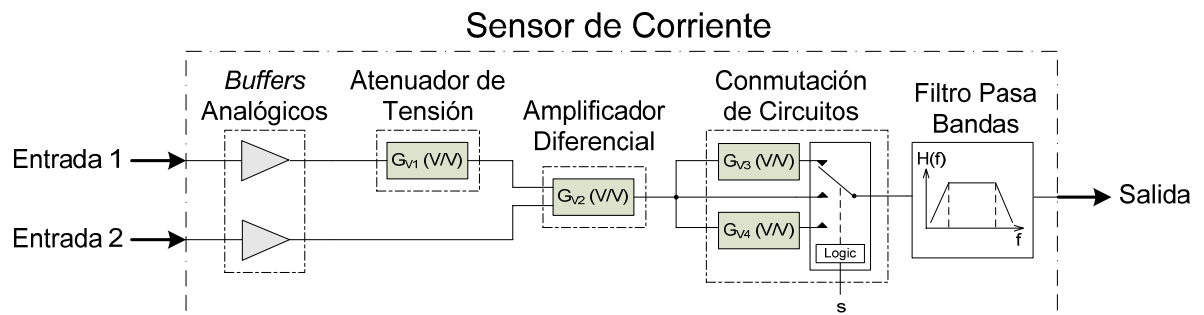 Sensor de Corriente
Buffers
Analógicos
Atenuador de
Tensión
Amplificador
Diferencial
Conmutación
de Circuitos
Filtro Pasa
Bandas
Entrada 1
Entrada 2
GV1 (V/V)
GV2 (V/V)
GV3 (V/V)
GV4 (V/V)
Logic
s
H(f)
f
Salida